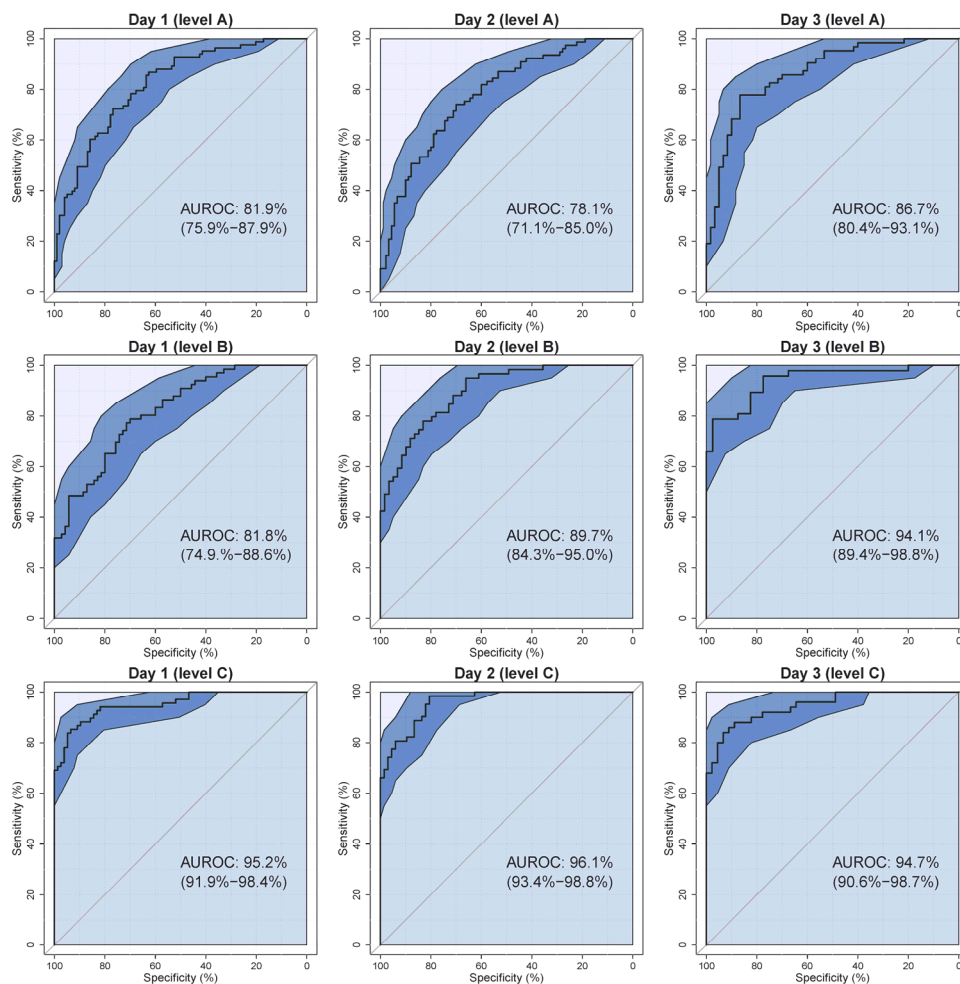 Day 1 (level A)
Day 2 (level A)
Day 3 (level A)
Sensitivity (%)
0 20 40 60 80 100
AUROC: 81.9%
(75.9%−87.9%)
100 80 60 40 20 0
Specificity (%)
Sensitivity (%)
0 20 40 60 80 100
AUROC: 78.1%
(71.1%−85.0%)
100 80 60 40 20 0
Specificity (%)
Sensitivity (%)
0 20 40 60 80 100
AUROC: 86.7%
(80.4%−93.1%)
100 80 60 40 20 0
Specificity (%)
Day 1 (level B)
Day 2 (level B)
Day 3 (level B)
Sensitivity (%)
0 20 40 60 80 100
AUROC: 81.8%
(74.9.%−88.6%)
100 80 60 40 20 0
Specificity (%)
Sensitivity (%)
0 20 40 60 80 100
AUROC: 89.7%
(84.3%−95.0%)
100 80 60 40 20 0
Specificity (%)
Sensitivity (%)
0 20 40 60 80 100
AUROC: 94.1%
(89.4%−98.8%)
100 80 60 40 20 0
Specificity (%)
Day 1 (level C)
Day 2 (level C)
Day 3 (level C)
Sensitivity (%)
0 20 40 60 80 100
AUROC: 95.2%
(91.9%−98.4%)
100 80 60 40 20 0
Specificity (%)
Sensitivity (%)
0 20 40 60 80 100
AUROC: 96.1%
(93.4%−98.8%)
100 80 60 40 20 0
Specificity (%)
Sensitivity (%)
0 20 40 60 80 100
AUROC: 94.7%
(90.6%−98.7%)
100 80 60 40 20 0
Specificity (%)